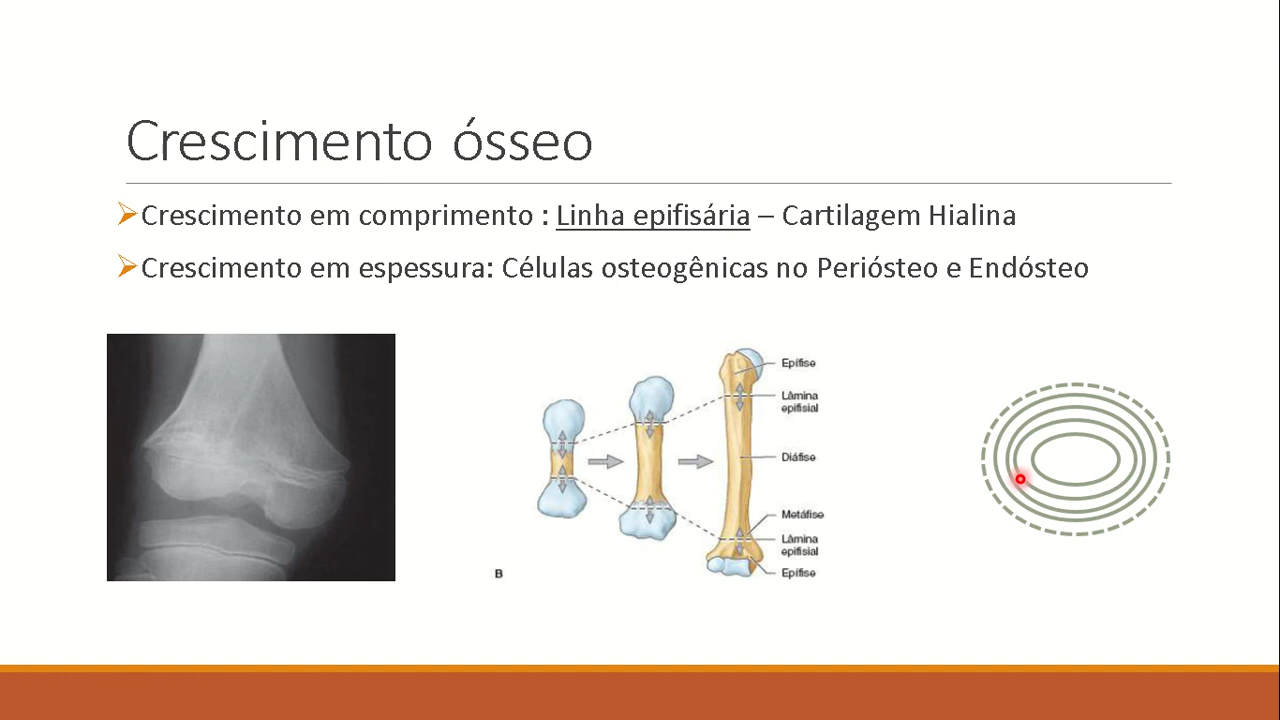 Crescimento ósseo
Crescimento em comprimento : Linha epifisária – Cartilagem Hialina
Crescimento em espessura: Células osteogênicas no Periósteo e Endósteo
Epífise
Lâmina
epifisial
Diáfise
Metáfise
Lâmina
epifisial
Epífise
B